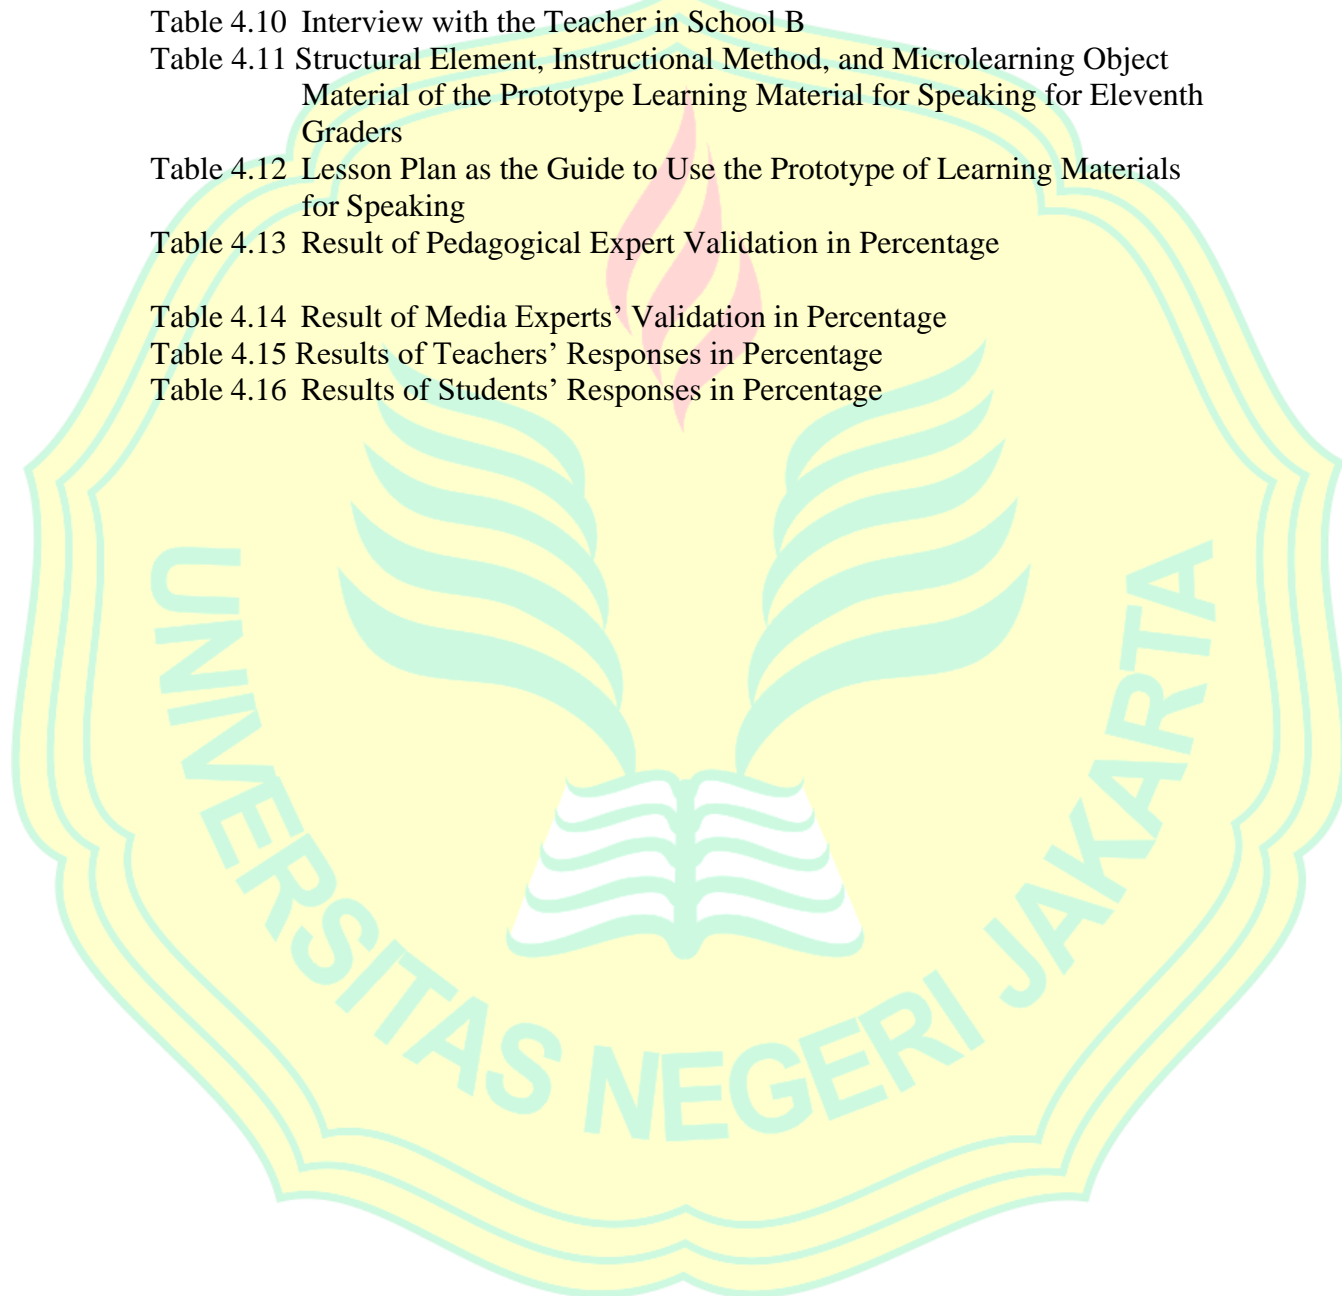 Table 4.10 Interview with the Teacher in School B
Table 4.11 Structural Element, Instructional Method, and Microlearning Object
Material of the Prototype Learning Material for Speaking for Eleventh
Graders
Table 4.12 Lesson Plan as the Guide to Use the Prototype of Learning Materials
for Speaking
Table 4.13 Result of Pedagogical Expert Validation in Percentage
Table 4.14 Result of Media Experts’ Validation in Percentage
Table 4.15 Results of Teachers’ Responses in Percentage
Table 4.16 Results of Students’ Responses in Percentage
UNIVERSITAS NEGERI JAKARTA